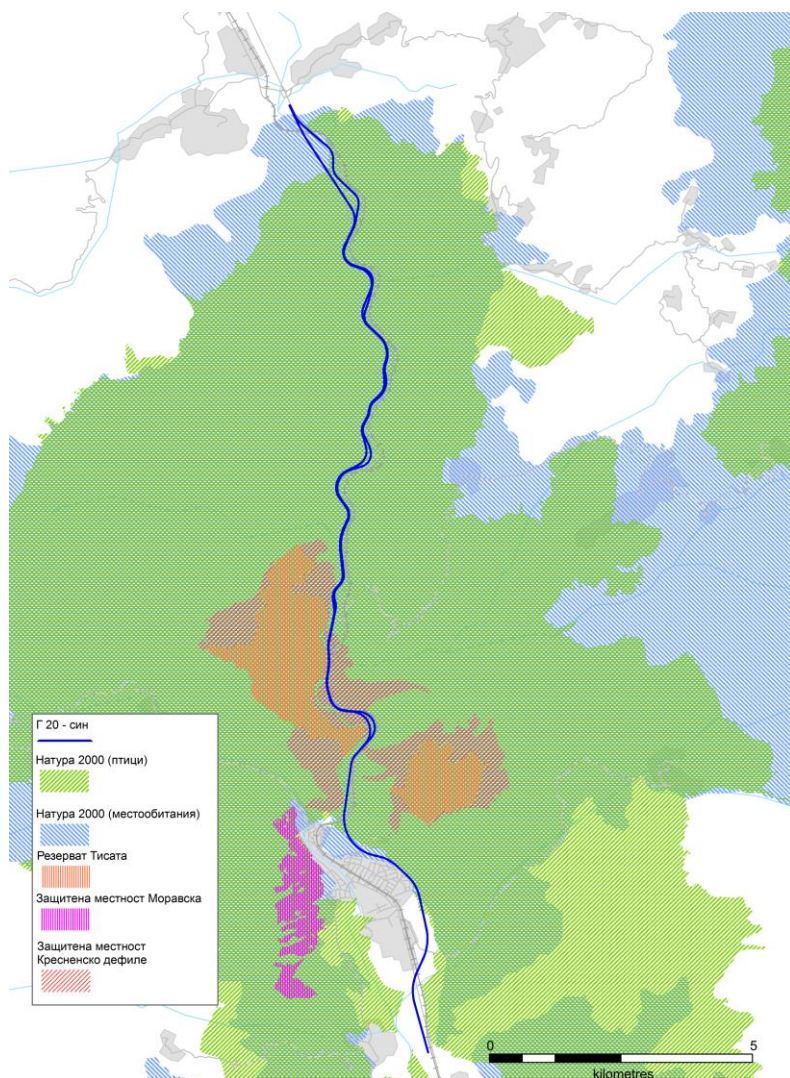 Г 20 - син
Натура 2000 (птици)
Натура 2000 (местообитания)
Резерват Тисата
Защитена местност Моравска
Защитена местност
Кресненско дефиле
0
5
kilometres